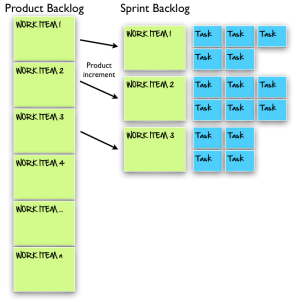 Product Backlog
Sprint Backlog
WORK ITEM 1
WORK ITEM 2
WORK ITEM 3
WORK ITEM 4
WORK ITEM ...
WORK ITEM n
Product
increment
WORK ITEM 1
Task Task Task
Task Task
WORK ITEM 2
Task Task Task
Task Task Task
WORK ITEM 3
Task Task
Task Task